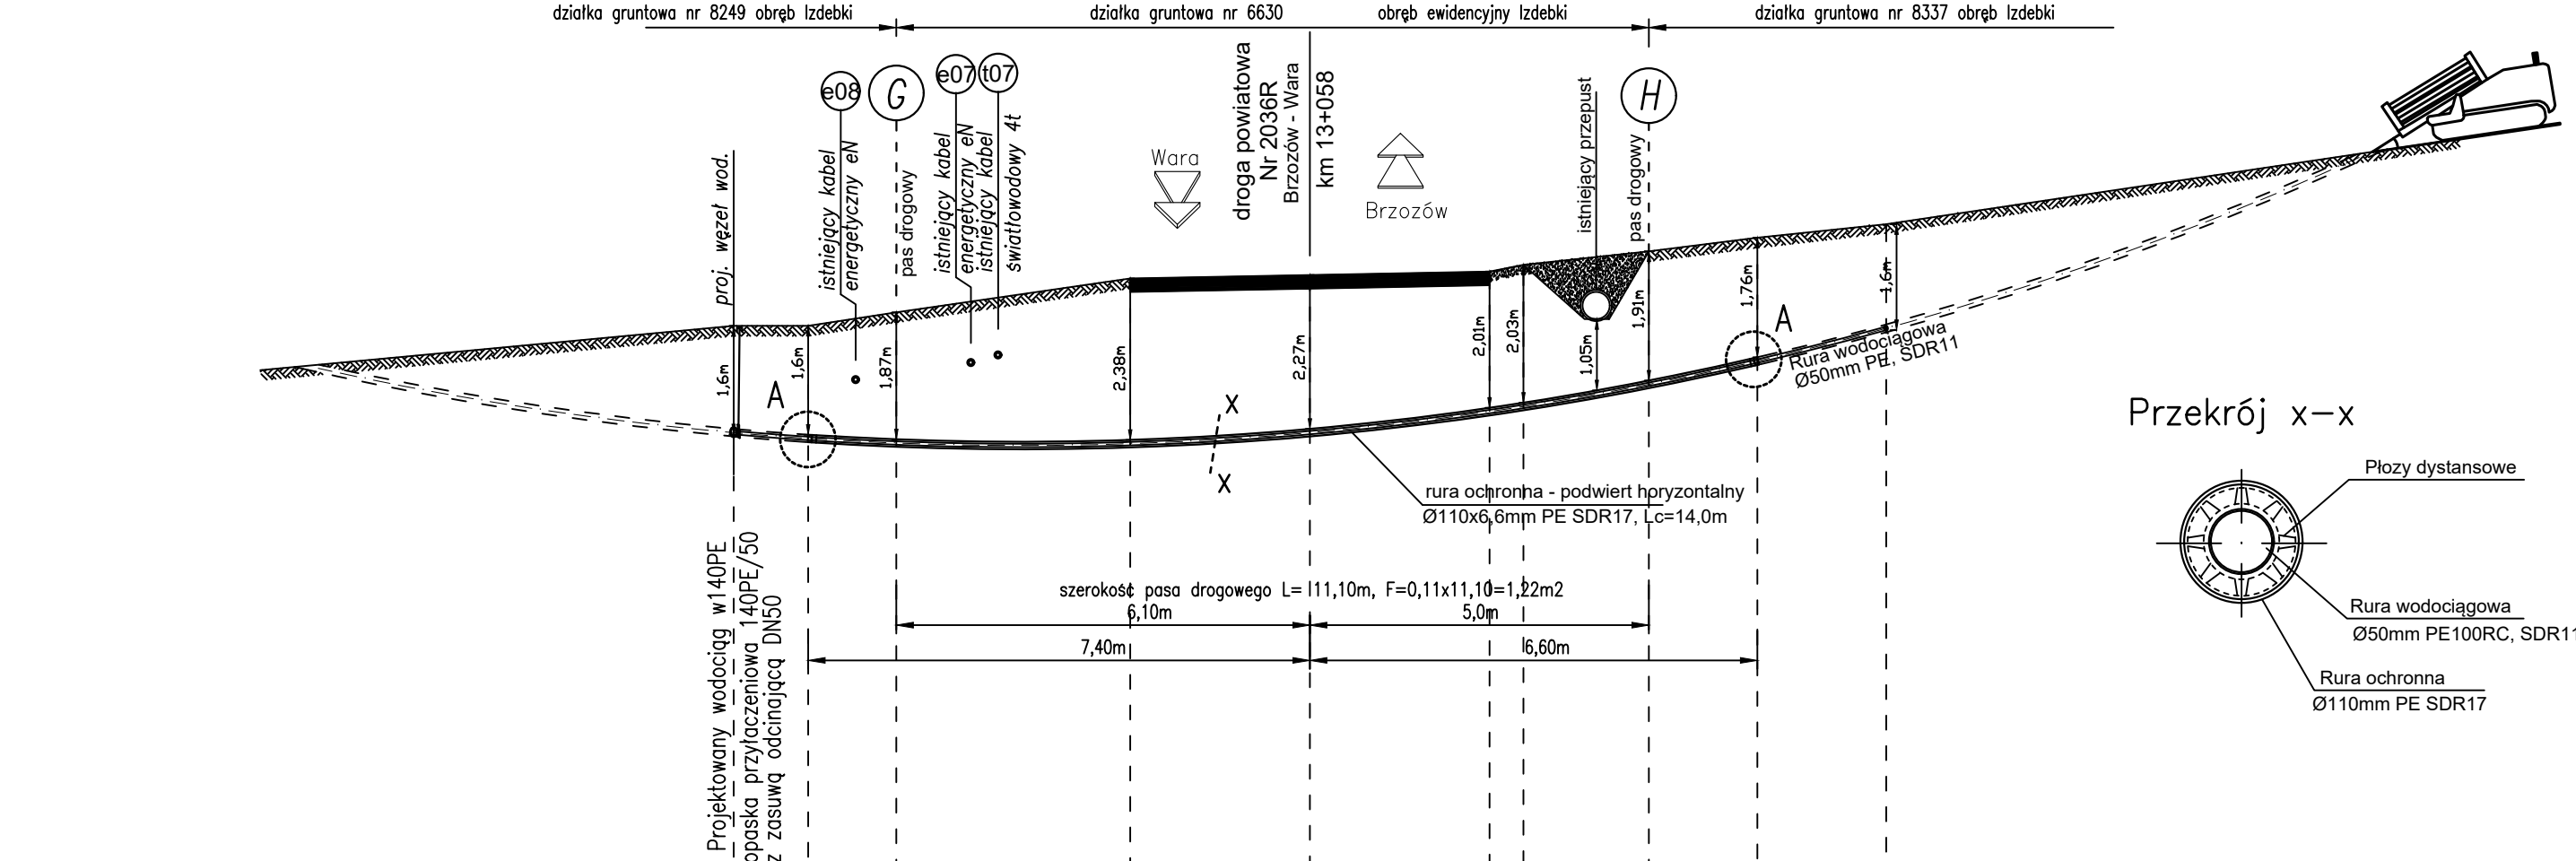 działka gruntowa nr 8249 obręb Izdebki
działka gruntowa nr 6630
obręb ewidencyjny Izdebki
działka gruntowa nr 8337 obręb Izdebki
e08
G
e07
t07
H
proj. węzeł wod.
istniejący kabel
energetyczny eN
pas drogowy
istniejący kabel
energetyczny eN
istniejący kabel
światłowodowy 4t
Wara
droga powiatowa
Nr 2036R
Brzozów - Wara
km 13+058
Brzozów
istniejący przepust
pas drogowy
1,6m
1,6m
1,87m
2,38m
2,27m
2,01m
2,03m
1,05m
1,91m
1,76m
1,6m
A
A
Rura wodociągowa
Ø50mm PE, SDR11
x
x
rura ochronna - podwiert horyzontalny
Ø110x6,6mm PE SDR17, Lc=14,0m
szerokość pasa drogowego L= 11,10m, F=0,11x11,10=1,22m2
6,10m
5,0m
7,40m
6,60m
Projektowany wodociąg w140PE
opaska przyłączeniowa 140PE/50
z zasuwą odcinającą DN50
Przekrój x-x
Płozy dystansowe
Rura wodociągowa
Ø50mm PE100RC, SDR11
Rura ochronna
Ø110mm PE SDR17